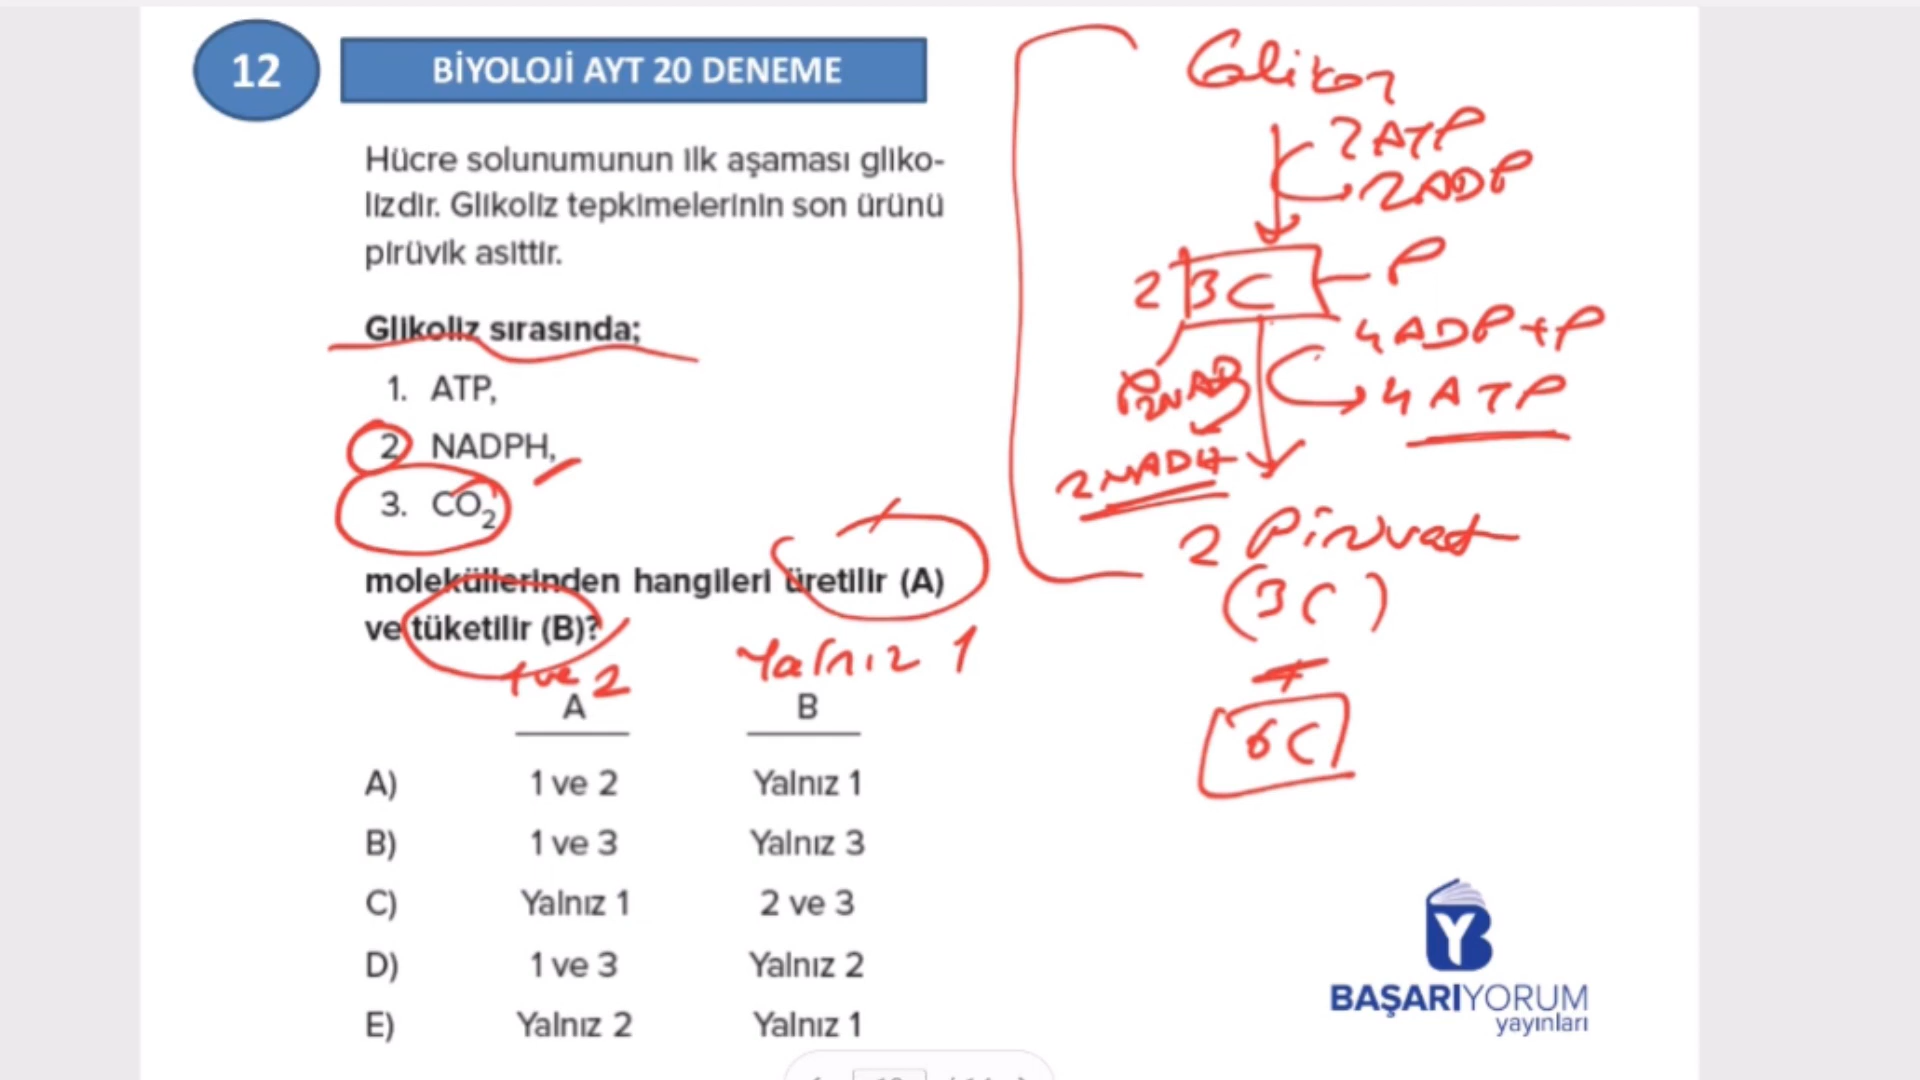 12
BİYOLOJİ AYT 20 DENEME
Hücre solunumunun ilk aşaması gliko-
lizdir. Glikoliz tepkimelerinin son ürünü
pirüvik asittir.
Glikoliz sırasında;
1. ATP,
2. NADPH,
3. CO₂
moleküllerinden hangileri üretilir (A)
ve tüketilir (B)?
1 ve 2 Yalnız 1
A B
A) 1 ve 2 Yalnız 1
B) 1 ve 3 Yalnız 3
C) Yalnız 1 2 ve 3
D) 1 ve 3 Yalnız 2
E) Yalnız 2 Yalnız 1
2ATP
2ADP
2 3C P
4ADP+P
4ATP
2NAD
2NADH
2 Pirüvat
(3C)
6C
BAŞARIYORUM
yayınları